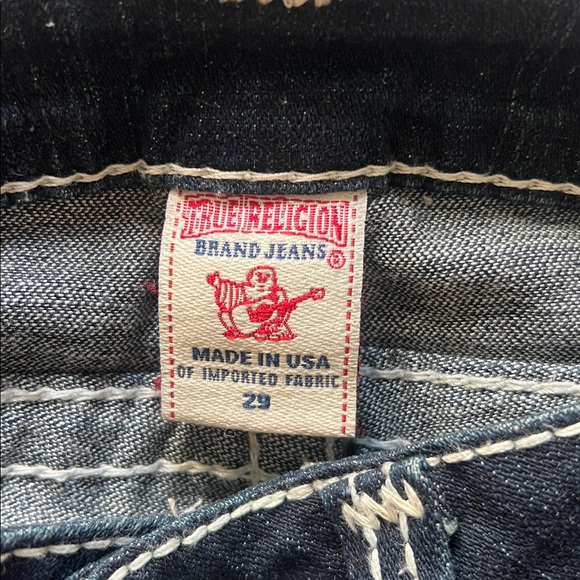 TRUE RELIGION
BRAND JEANS
®
MADE IN USA
OF IMPORTED FABRIC
29